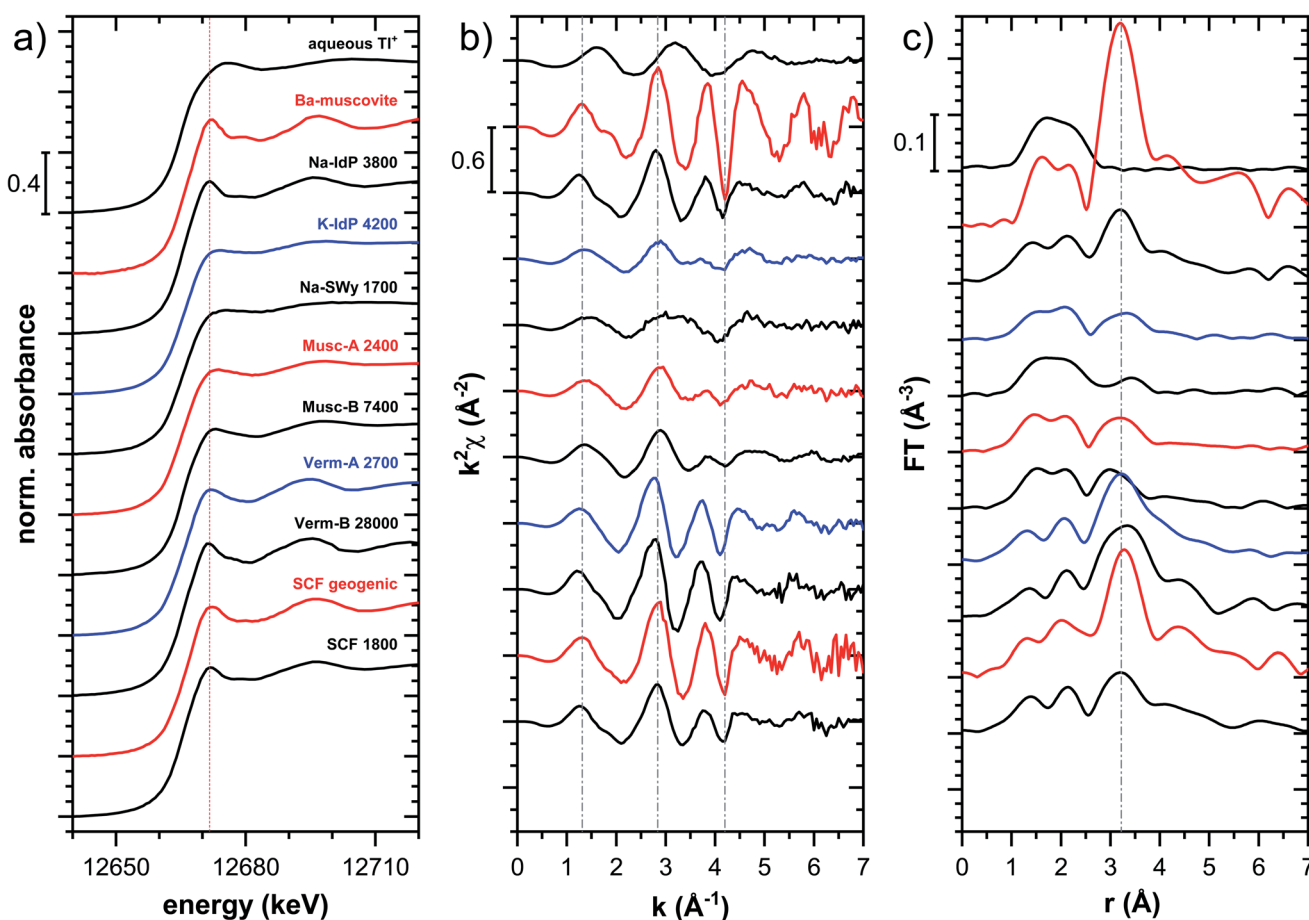 a)
aqueous Tl⁺
Ba-muscovite
Na-IdP 3800
0.4
K-IdP 4200
Na-SWy 1700
Musc-A 2400
Musc-B 7400
Verm-A 2700
Verm-B 28000
SCF geogenic
SCF 1800
norm. absorbance
12650 12680 12710
energy (keV)
b)
0.6
k²χ (Å⁻²)
0 1 2 3 4 5 6 7
k (Å⁻¹)
c)
0.1
FT (Å⁻³)
0 1 2 3 4 5 6 7
r (Å)